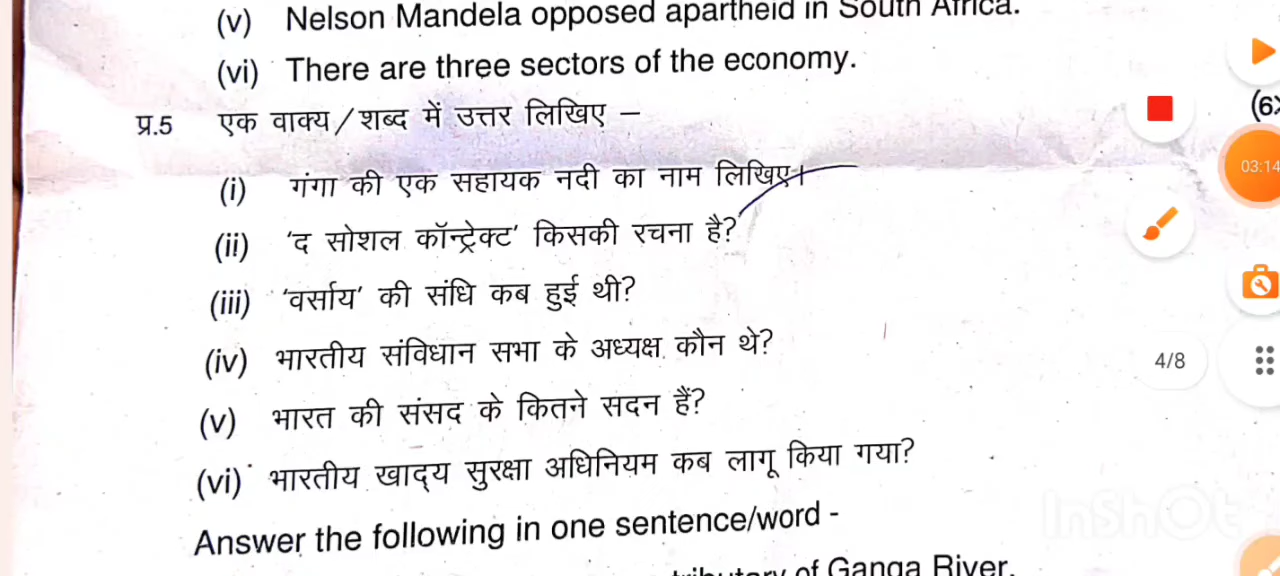 (v) Nelson Mandela opposed apartheid in South Africa.
(vi) There are three sectors of the economy.
प्र.5 एक वाक्य / शब्द में उत्तर लिखिए – (6×
03:14
(i) गंगा की एक सहायक नदी का नाम लिखिए।
(ii) ‘द सोशल कॉन्ट्रेक्ट’ किसकी रचना है?
(iii) ‘वर्साय’ की संधि कब हुई थी?
(iv) भारतीय संविधान सभा के अध्यक्ष कौन थे?
4/8
(v) भारत की संसद के कितने सदन हैं?
(vi) भारतीय खाद्य सुरक्षा अधिनियम कब लागू किया गया?
InShOt
Answer the following in one sentence/word -
tributary of Ganga River.